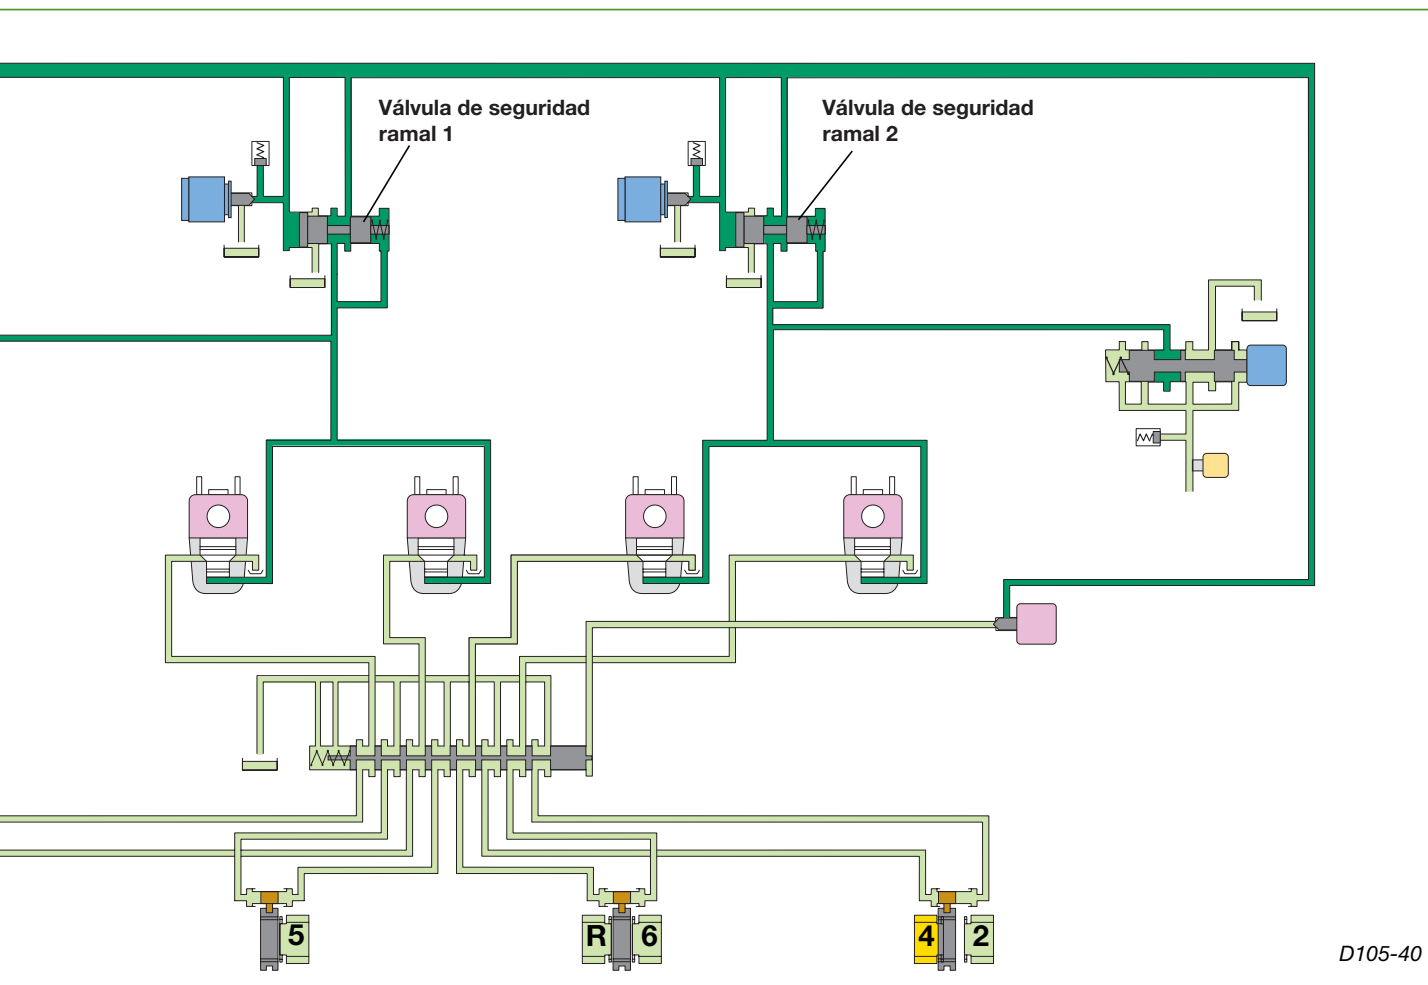 Válvula de seguridad
ramal 1
Válvula de seguridad
ramal 2
5
R 6
4 2
D105-40